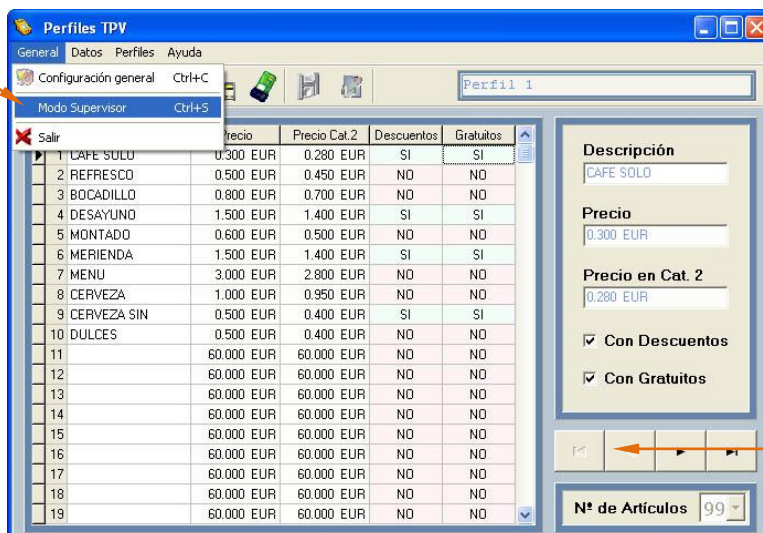 Perfiles TPV
General Datos Perfiles Ayuda
Configuración general Ctrl+C
Modo Supervisor Ctrl+S
Salir
Perfil 1
Precio Cat.2 Descuentos Gratuitos
1 CAFE SOLO 0.300 EUR 0.280 EUR SI SI
2 REFRESCO 0.500 EUR 0.450 EUR NO NO
3 BOCADILLO 0.800 EUR 0.700 EUR NO NO
4 DESAYUNO 1.500 EUR 1.400 EUR SI SI
5 MONTADO 0.600 EUR 0.500 EUR NO NO
6 MERIENDA 1.500 EUR 1.400 EUR SI SI
7 MENU 3.000 EUR 2.800 EUR NO NO
8 CERVEZA 1.000 EUR 0.950 EUR NO NO
9 CERVEZA SIN 0.500 EUR 0.400 EUR SI SI
10 DULCES 0.500 EUR 0.400 EUR NO NO
11 60.000 EUR 60.000 EUR NO NO
12 60.000 EUR 60.000 EUR NO NO
13 60.000 EUR 60.000 EUR NO NO
14 60.000 EUR 60.000 EUR NO NO
15 60.000 EUR 60.000 EUR NO NO
16 60.000 EUR 60.000 EUR NO NO
17 60.000 EUR 60.000 EUR NO NO
18 60.000 EUR 60.000 EUR NO NO
19 60.000 EUR 60.000 EUR NO NO
Descripción
CAFE SOLO
Precio
0.300 EUR
Precio en Cat. 2
0.280 EUR
Con Descuentos
Con Gratuitos
Nº de Artículos 99